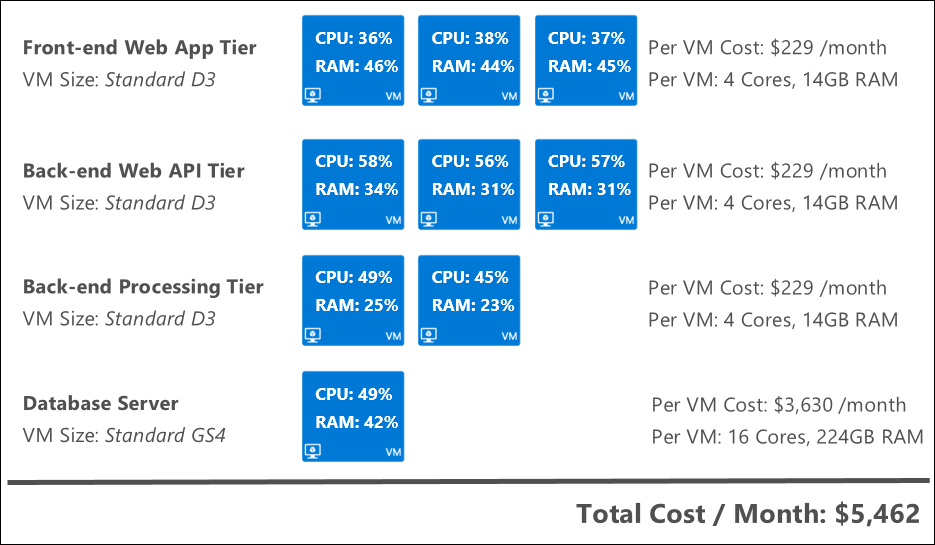 Front-end Web App Tier
VM Size: Standard D3
CPU: 36%
RAM: 46%
VM
CPU: 38%
RAM: 44%
VM
CPU: 37%
RAM: 45%
VM
Per VM Cost: $229 /month
Per VM: 4 Cores, 14GB RAM
Back-end Web API Tier
VM Size: Standard D3
CPU: 58%
RAM: 34%
VM
CPU: 56%
RAM: 31%
VM
CPU: 57%
RAM: 31%
VM
Per VM Cost: $229 /month
Per VM: 4 Cores, 14GB RAM
Back-end Processing Tier
VM Size: Standard D3
CPU: 49%
RAM: 25%
VM
CPU: 45%
RAM: 23%
VM
Per VM Cost: $229 /month
Per VM: 4 Cores, 14GB RAM
Database Server
VM Size: Standard GS4
CPU: 49%
RAM: 42%
VM
Per VM Cost: $3,630 /month
Per VM: 16 Cores, 224GB RAM
Total Cost / Month: $5,462